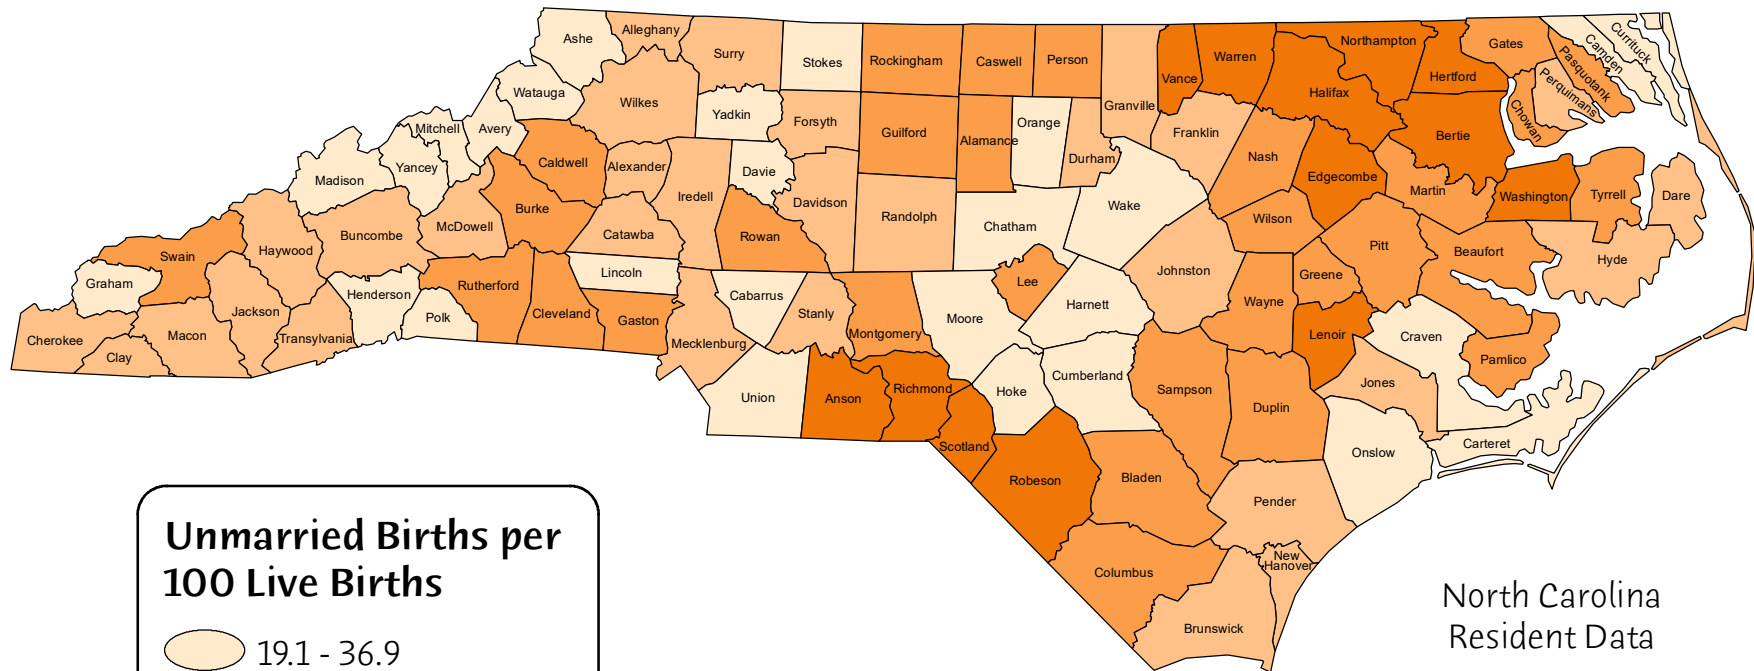 Ashe
Alleghany
Surry
Stokes
Rockingham
Caswell
Person
Vance
Warren
Northampton
Gates
Hertford
Halifax
Currituck
Camden
Pasquotank
Perquimans
Chowan
Watauga
Wilkes
Yadkin
Forsyth
Guilford
Alamance
Orange
Durham
Granville
Franklin
Nash
Edgecombe
Bertie
Martin
Washington
Tyrrell
Dare
Mitchell
Avery
Yancey
Madison
Caldwell
Alexander
Iredell
Davie
Davidson
Randolph
Chatham
Wake
Wilson
Pitt
Beaufort
Hyde
Burke
McDowell
Buncombe
Haywood
Swain
Graham
Catawba
Rowan
Lincoln
Cabarrus
Stanly
Montgomery
Moore
Lee
Harnett
Johnston
Wayne
Greene
Lenoir
Craven
Pamlico
Cherokee
Clay
Macon
Jackson
Transylvania
Henderson
Polk
Rutherford
Cleveland
Gaston
Mecklenburg
Union
Anson
Richmond
Scotland
Hoke
Cumberland
Sampson
Duplin
Jones
Onslow
Carteret
Robeson
Bladen
Pender
Columbus
New
Hanover
Brunswick
Unmarried Births per
100 Live Births
19.1 - 36.9
North Carolina
Resident Data